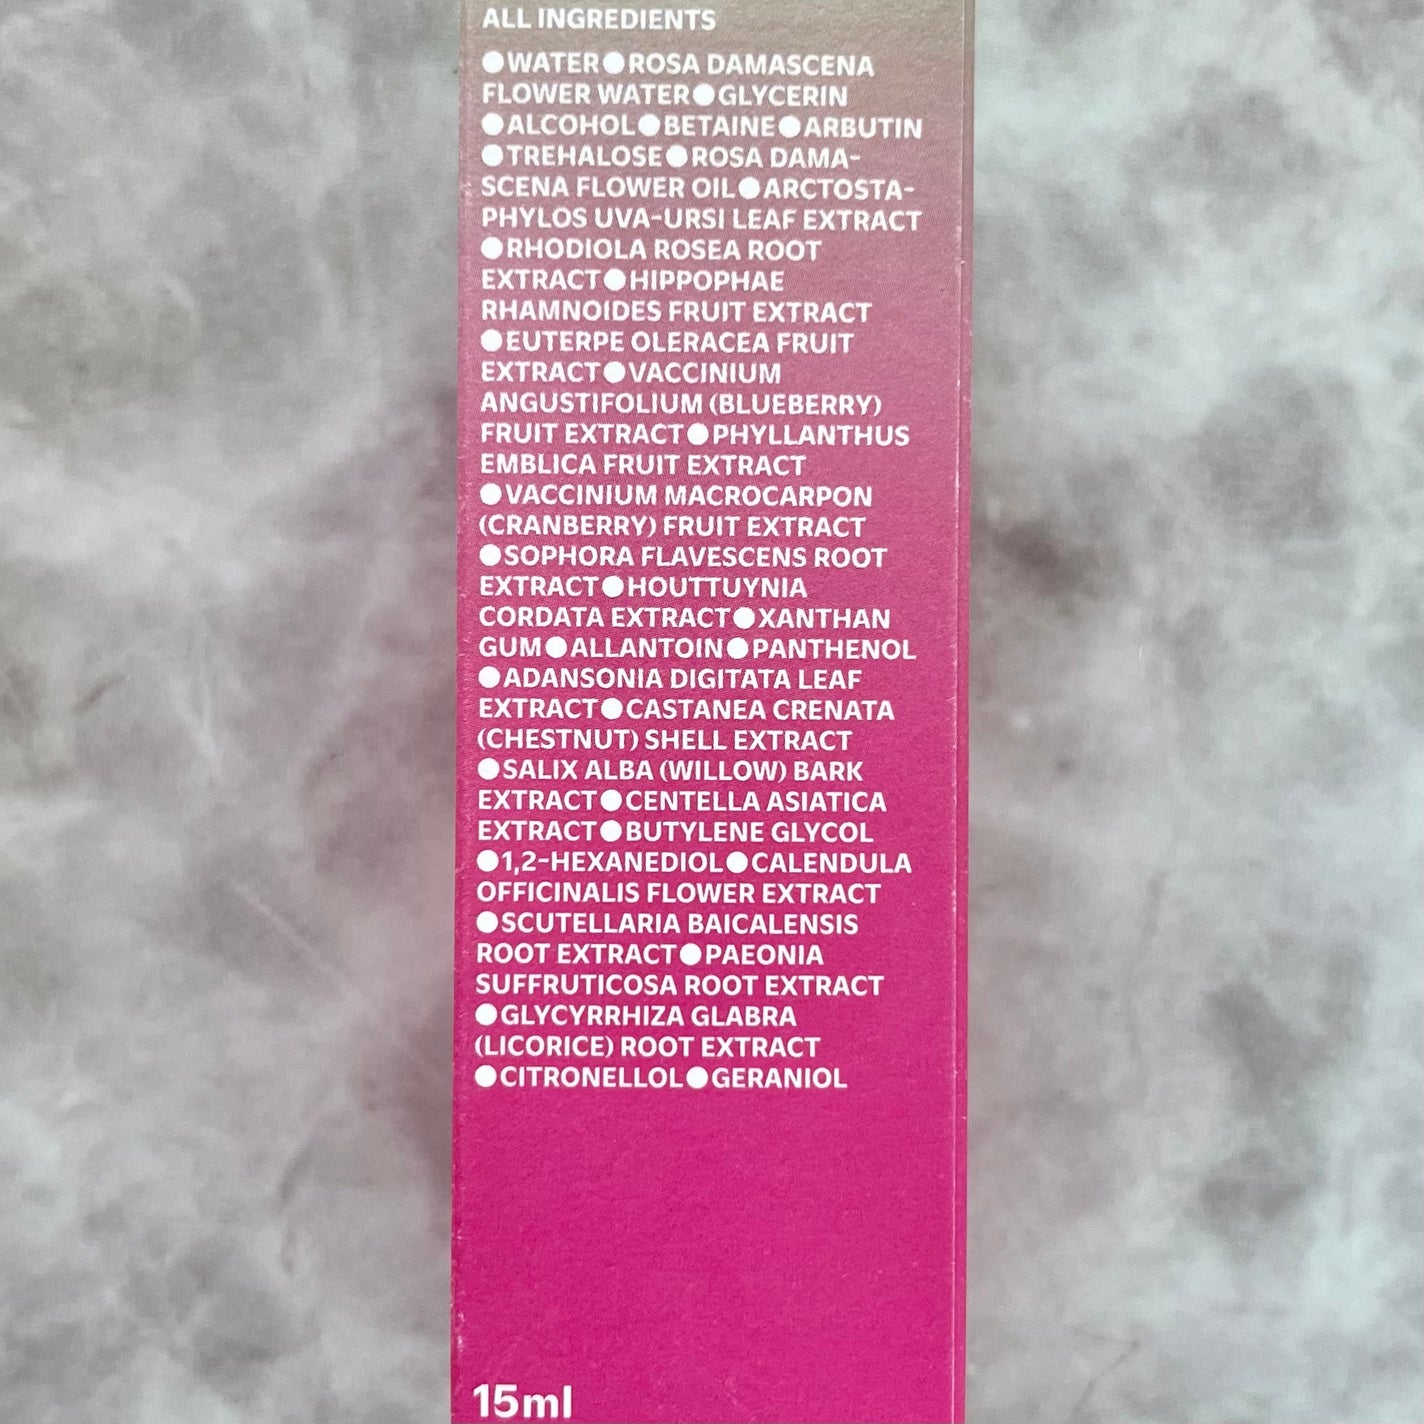 ALL INGREDIENTS
●WATER●ROSA DAMASCENA
FLOWER WATER●GLYCERIN
●ALCOHOL●BETAINE●ARBUTIN
●TREHALOSE●ROSA DAMA-
SCENA FLOWER OIL●ARCTOSTA-
PHYLOS UVA-URSI LEAF EXTRACT
●RHODIOLA ROSEA ROOT
EXTRACT●HIPPOPHAE
RHAMNOIDES FRUIT EXTRACT
●EUTERPE OLERACEA FRUIT
EXTRACT●VACCINIUM
ANGUSTIFOLIUM (BLUEBERRY)
FRUIT EXTRACT●PHYLLANTHUS
EMBLICA FRUIT EXTRACT
●VACCINIUM MACROCARPON
(CRANBERRY) FRUIT EXTRACT
●SOPHORA FLAVESCENS ROOT
EXTRACT●HOUTTUYNIA
CORDATA EXTRACT●XANTHAN
GUM●ALLANTOIN●PANTHENOL
●ADANSONIA DIGITATA LEAF
EXTRACT●CASTANEA CRENATA
(CHESTNUT) SHELL EXTRACT
●SALIX ALBA (WILLOW) BARK
EXTRACT●CENTELLA ASIATICA
EXTRACT●BUTYLENE GLYCOL
●1,2-HEXANEDIOL●CALENDULA
OFFICINALIS FLOWER EXTRACT
●SCUTELLARIA BAICALENSIS
ROOT EXTRACT●PAEONIA
SUFFRUTICOSA ROOT EXTRACT
●GLYCYRRHIZA GLABRA
(LICORICE) ROOT EXTRACT
●CITRONELLOL●GERANIOL
15ml